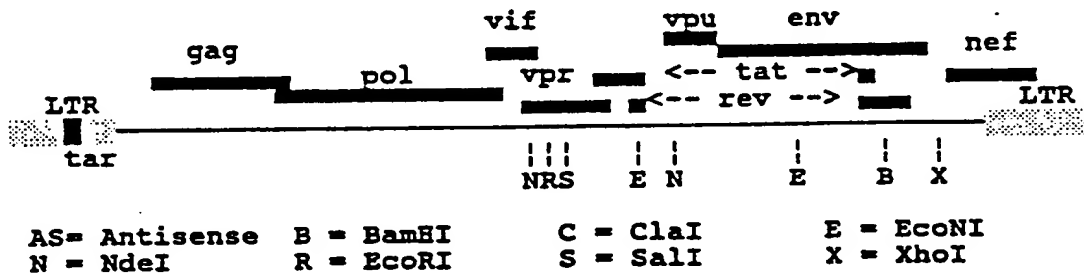 vif vpu env
gag nef
pol vpr <-- tat -->
LTR <-- rev --> LTR
tar
NRS E N E B X
AS= Antisense B = BamHI C = ClaI E = EcoNI
N = NdeI R = EcoRI S = SalI X = XhoI